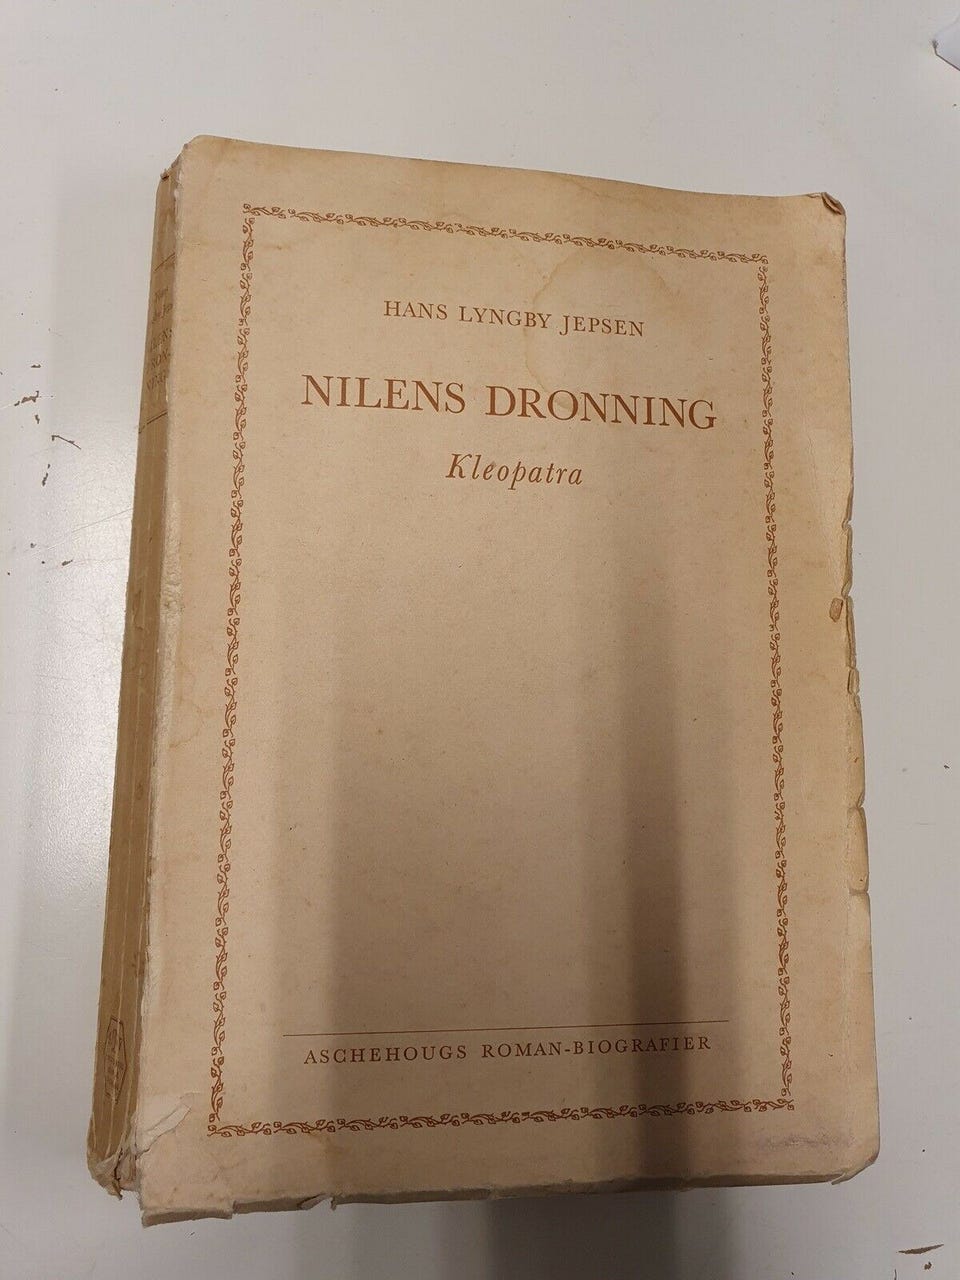 HANS LYNGBY JEPSEN
NILENS DRONNING
Kleopatra
ASCHEHOUGS ROMAN-BIOGRAFIER